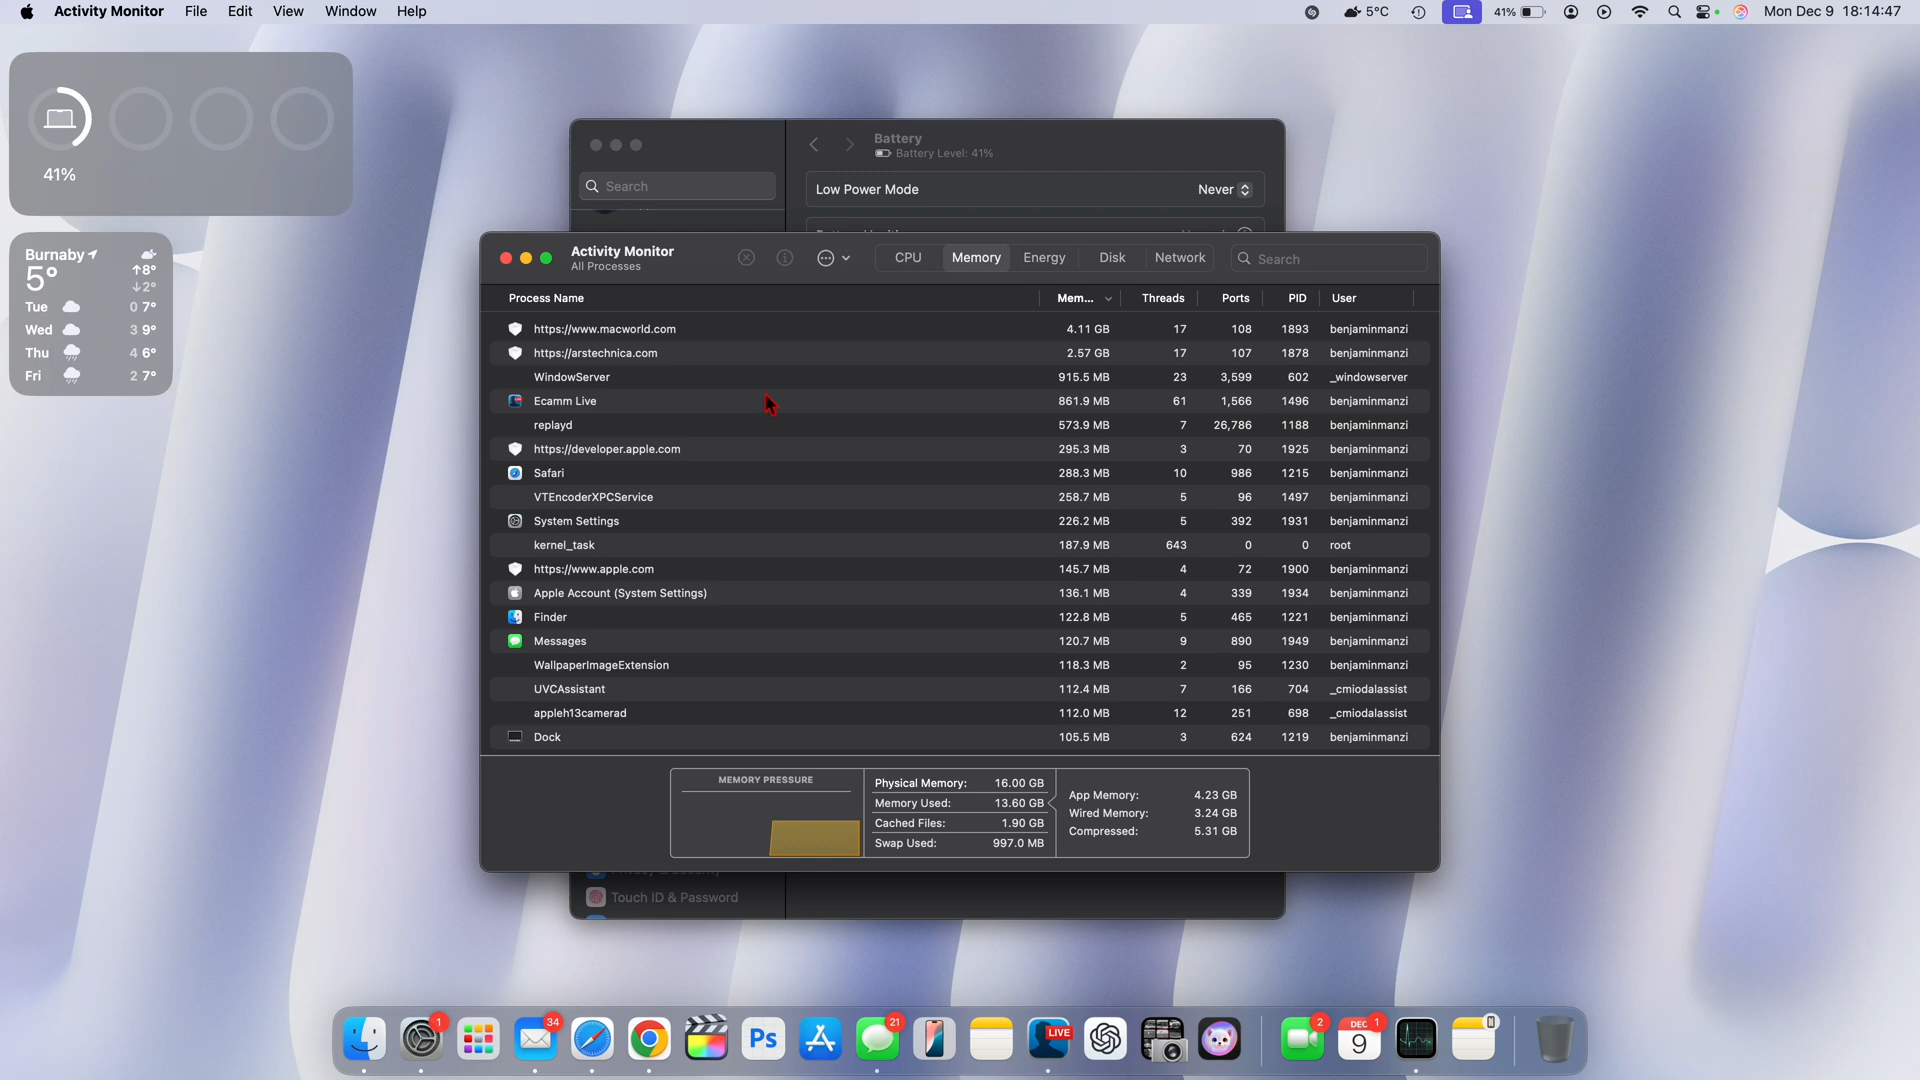 Activity Monitor File Edit View Window Help
5°C 41% Mon Dec 9 18:14:47
41%
Burnaby
5° ↑8°
↓2°
Tue 0 7°
Wed 3 9°
Thu 4 6°
Fri 2 7°
Battery
Battery Level: 41%
Search
Low Power Mode Never
Activity Monitor
All Processes
CPU Memory Energy Disk Network Search
Process Name Mem... Threads Ports PID User
https://www.macworld.com 4.11 GB 17 108 1893 benjaminmanzi
https://arstechnica.com 2.57 GB 17 107 1878 benjaminmanzi
WindowServer 915.5 MB 23 3,599 602 _windowserver
Ecamm Live 861.9 MB 61 1,566 1496 benjaminmanzi
replayd 573.9 MB 7 26,786 1188 benjaminmanzi
https://developer.apple.com 295.3 MB 3 70 1925 benjaminmanzi
Safari 288.3 MB 10 986 1215 benjaminmanzi
VTEncoderXPCService 258.7 MB 5 96 1497 benjaminmanzi
System Settings 226.2 MB 5 392 1931 benjaminmanzi
kernel_task 187.9 MB 643 0 0 root
https://www.apple.com 145.7 MB 4 72 1900 benjaminmanzi
Apple Account (System Settings) 136.1 MB 4 339 1934 benjaminmanzi
Finder 122.8 MB 5 465 1221 benjaminmanzi
Messages 120.7 MB 9 890 1949 benjaminmanzi
WallpaperImageExtension 118.3 MB 2 95 1230 benjaminmanzi
UVCAssistant 112.4 MB 7 166 704 _cmiodalassist
appleh13camerad 112.0 MB 12 251 698 _cmiodalassist
Dock 105.5 MB 3 624 1219 benjaminmanzi
MEMORY PRESSURE
Physical Memory: 16.00 GB
Memory Used: 13.60 GB
Cached Files: 1.90 GB
Swap Used: 997.0 MB
App Memory: 4.23 GB
Wired Memory: 3.24 GB
Compressed: 5.31 GB
Touch ID & Password
1 34 Ps 21 LIVE 2 DEC 9 1